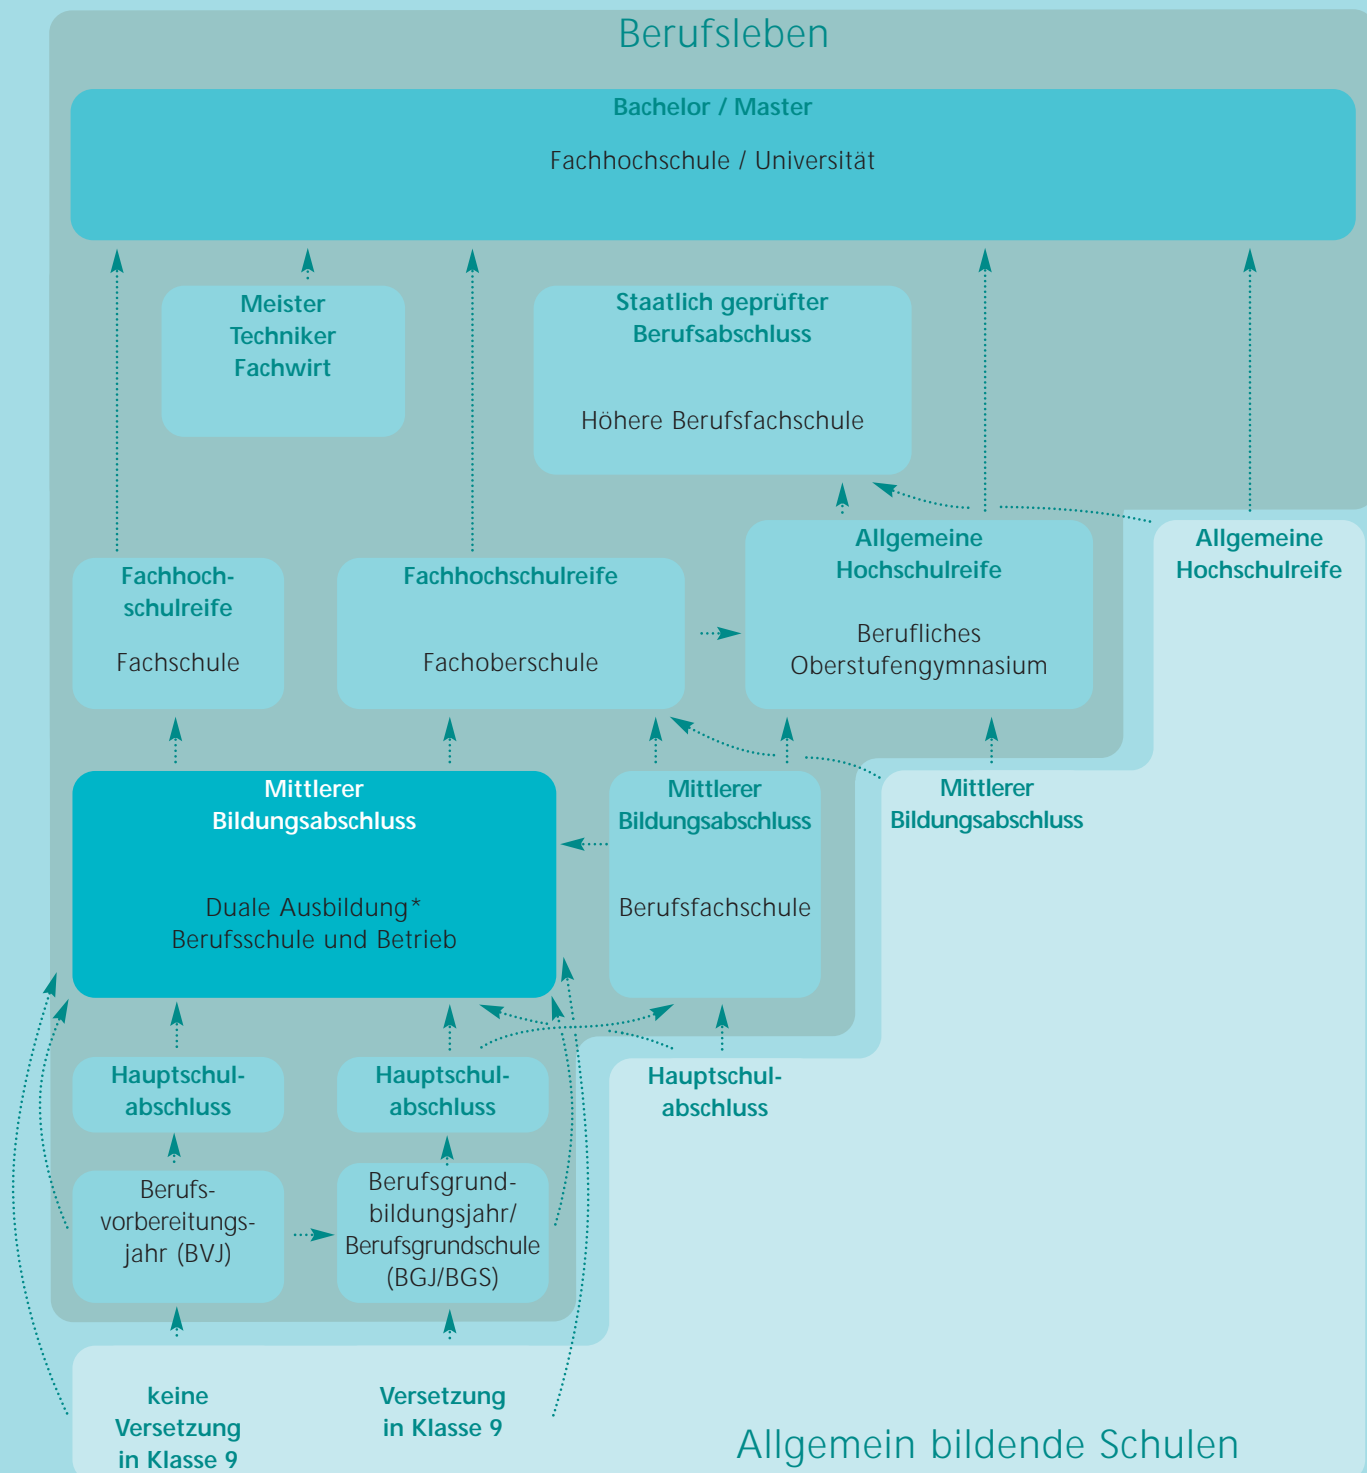 Berufsleben
Bachelor / Master
Fachhochschule / Universität
Meister
Techniker
Fachwirt
Staatlich geprüfter
Berufsabschluss
Höhere Berufsfachschule
Fachhoch-
schulreife
Fachschule
Fachhochschulreife
Fachoberschule
Allgemeine
Hochschulreife
Berufliches
Oberstufengymnasium
Allgemeine
Hochschulreife
Mittlerer
Bildungsabschluss
Duale Ausbildung*
Berufsschule und Betrieb
Mittlerer
Bildungsabschluss
Berufsfachschule
Mittlerer
Bildungsabschluss
Hauptschul-
abschluss
Hauptschul-
abschluss
Hauptschul-
abschluss
Berufs-
vorbereitungs-
jahr (BVJ)
Berufsgrund-
bildungsjahr/
Berufsgrundschule
(BGJ/BGS)
keine
Versetzung
in Klasse 9
Versetzung
in Klasse 9
Allgemein bildende Schulen